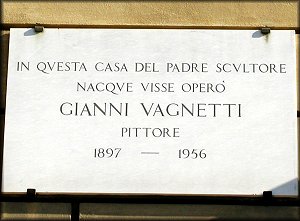 IN QVESTA CASA DEL PADRE SCVLTORE
NACQVE VISSE OPERÒ
GIANNI VAGNETTI
PITTORE
1897 — 1956